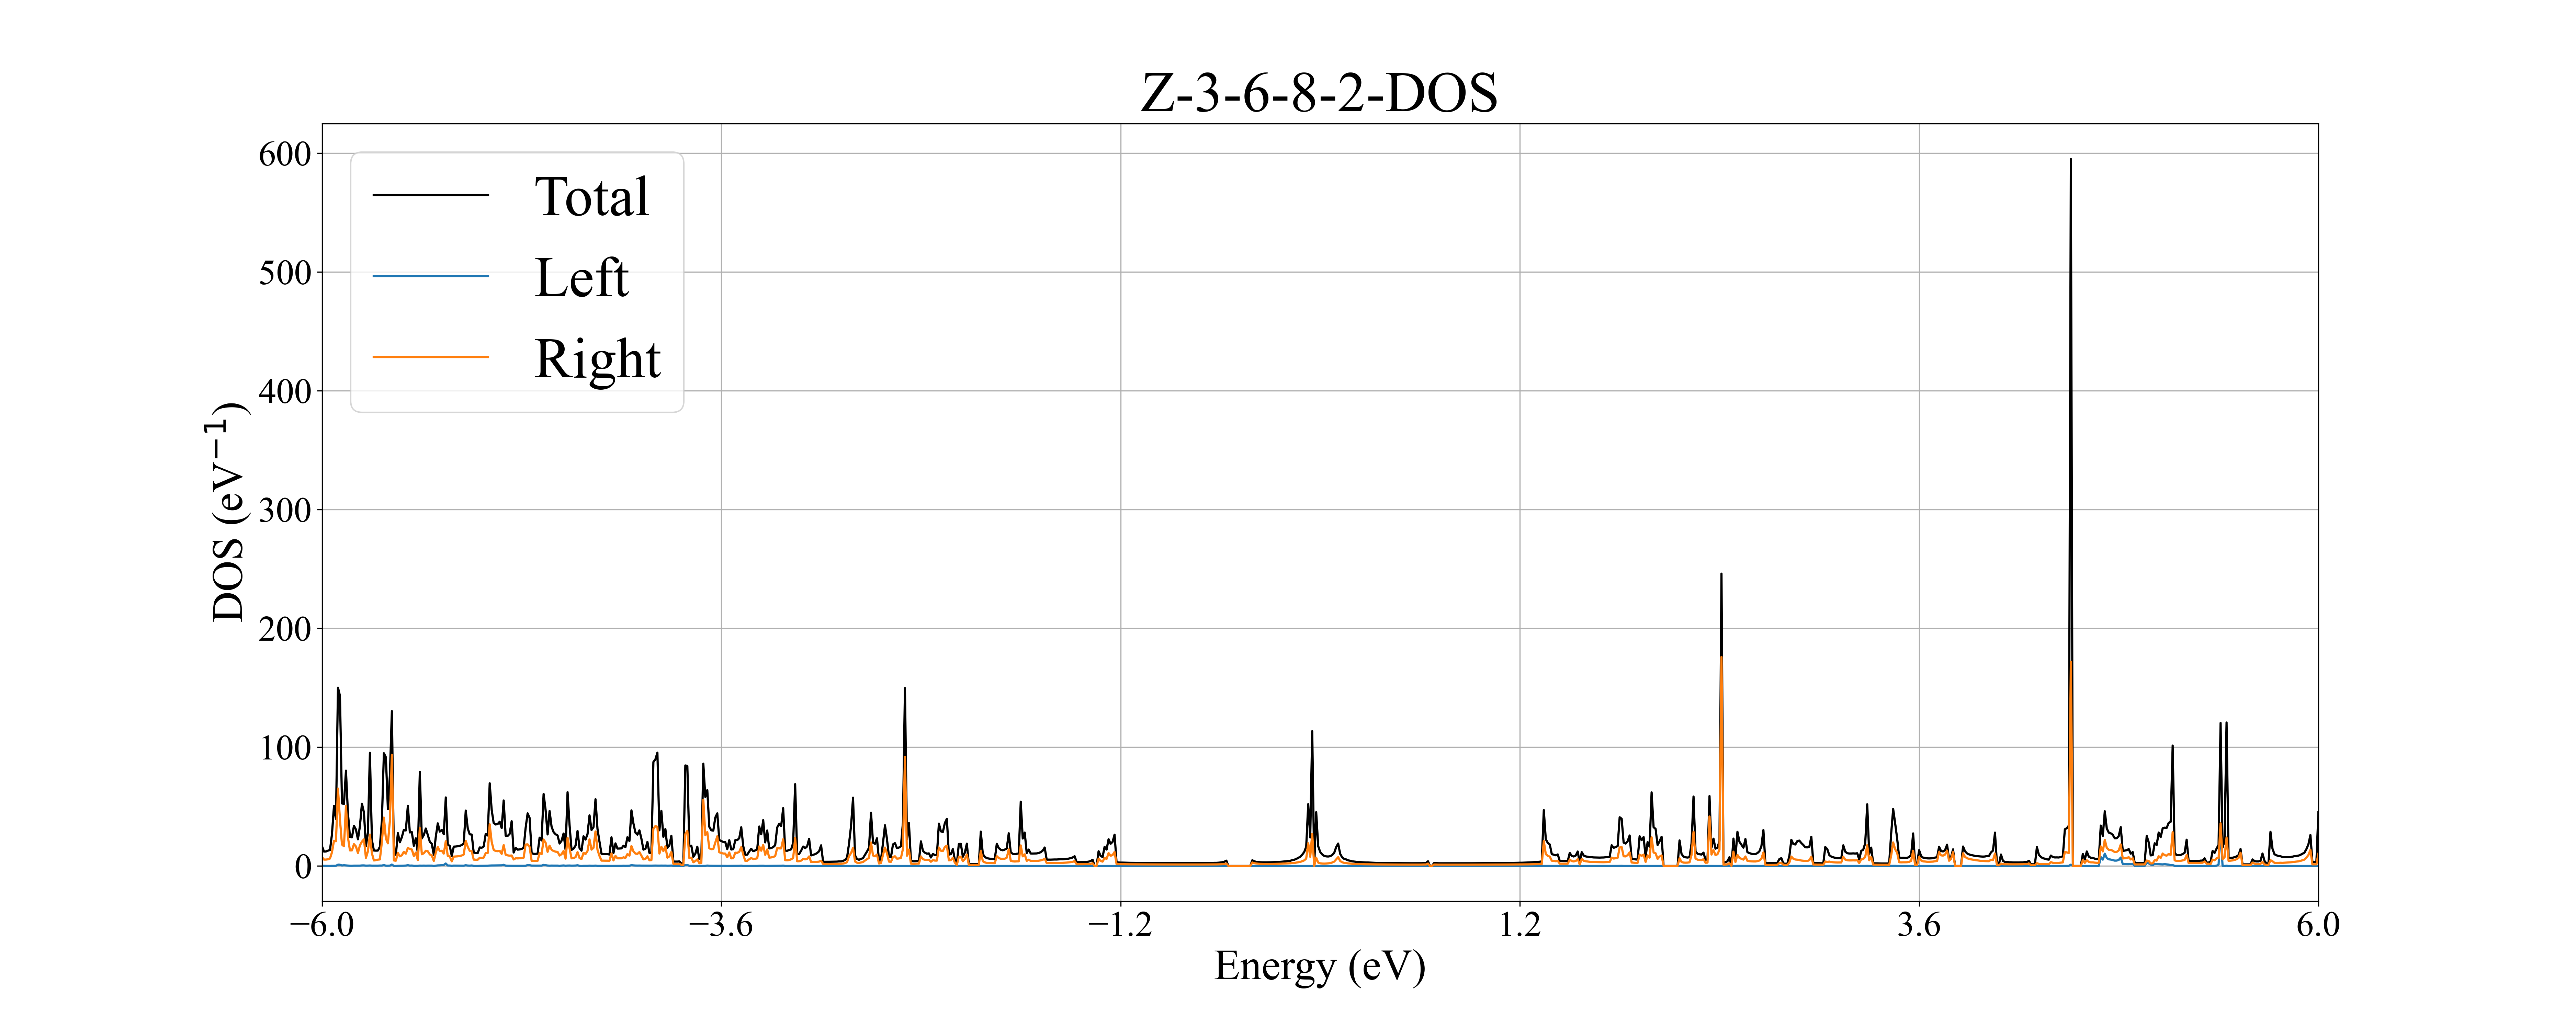 Z-3-6-8-2-DOS
600
500
400
300
200
100
0
DOS (eV⁻¹)
Total
Left
Right
−6.0 −3.6 −1.2 1.2 3.6 6.0
Energy (eV)